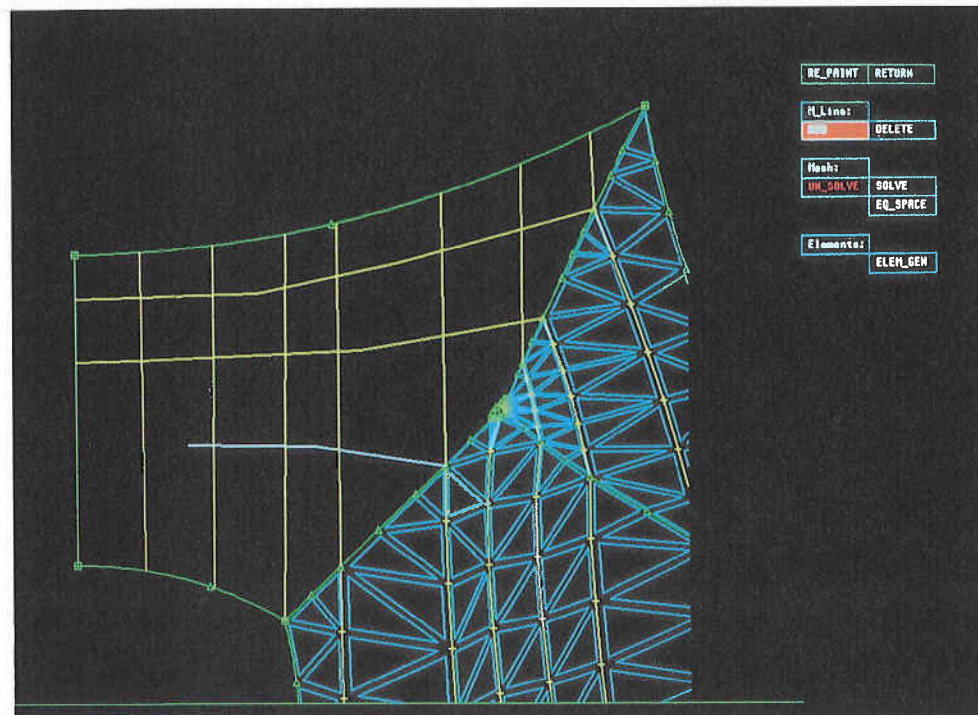 RE_PAINT RETURN
M_Line:
DELETE
Mesh:
UN_SOLVE SOLVE
EQ_SPACE
Elements:
ELEM_GEN